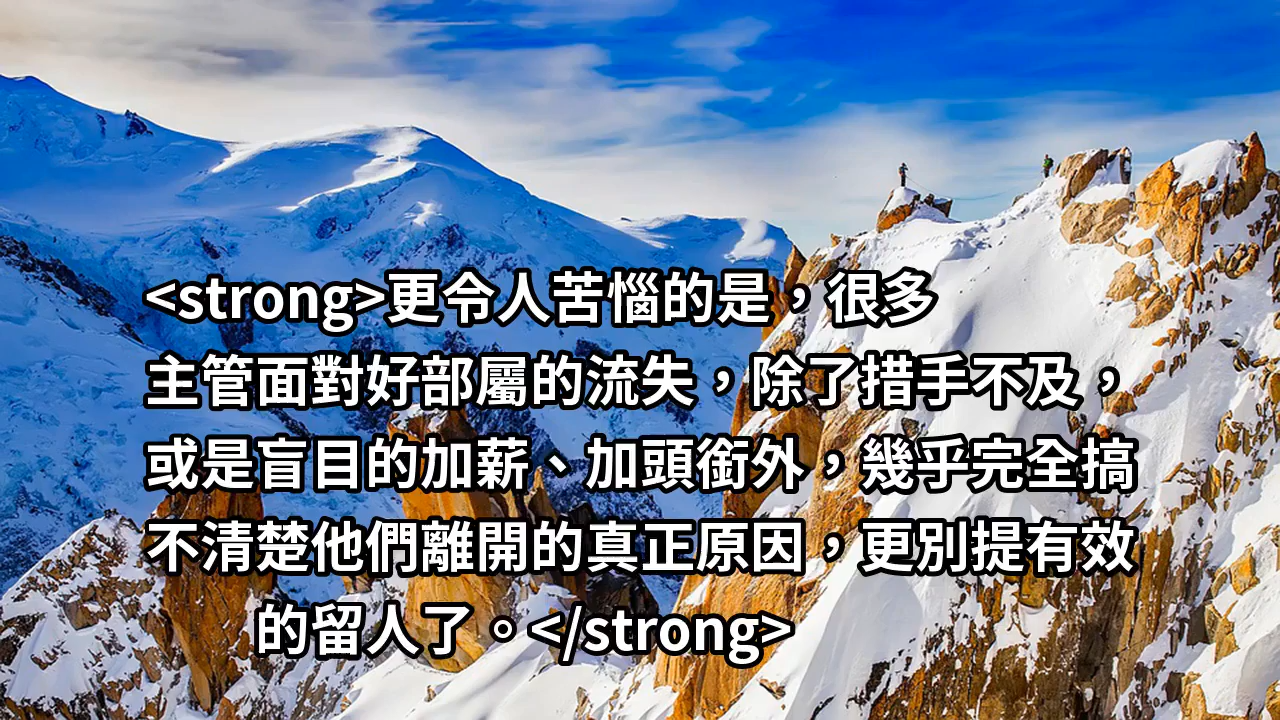 <strong>更令人苦惱的是，很多
主管面對好部屬的流失，除了措手不及，
或是盲目的加薪、加頭銜外，幾乎完全搞
不清楚他們離開的真正原因，更別提有效
的留人了。</strong>